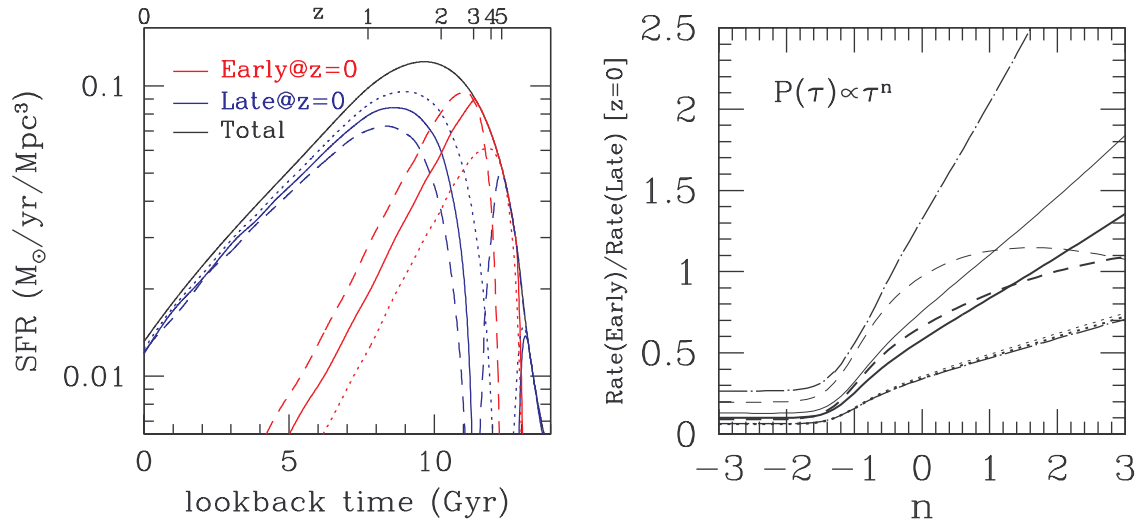 0 z 1 2 3 4 5
SFR (M⊙/yr/Mpc³)
0.1
0.01
Early@z=0
Late@z=0
Total
0 5 10
lookback time (Gyr)
Rate(Early)/Rate(Late) [z=0]
2.5
2
1.5
1
0.5
0
P(τ)∝τⁿ
−3 −2 −1 0 1 2 3
n